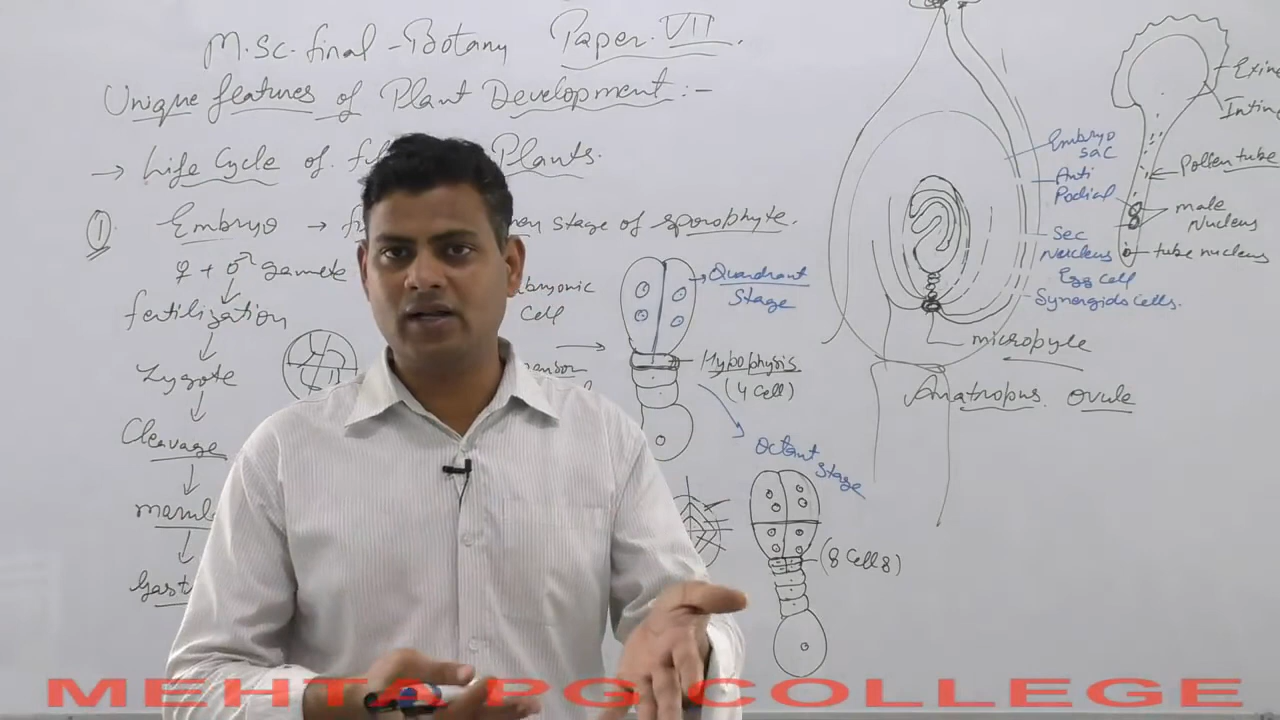 M.Sc. final - Botany Paper VII.
Unique features of Plant Development :-
→ Life Cycle of Plants.
① Embryo → stage of sporophyte.
♀ + ♂ gamete
fertilization
Zygote
Cleavage
Cell
Quadrant
Stage
Hypophysis
(4 Cell)
Octant
Stage
(8 Cells)
Embryo
Sac
Anti
Podial
Sec
Nucleus
Egg cell
Synergids Cells.
micropyle
Anatropus ovule
Exine
Intin
Pollen tube
male
Nucleus
tube nucleus
MEHTA PG COLLEGE